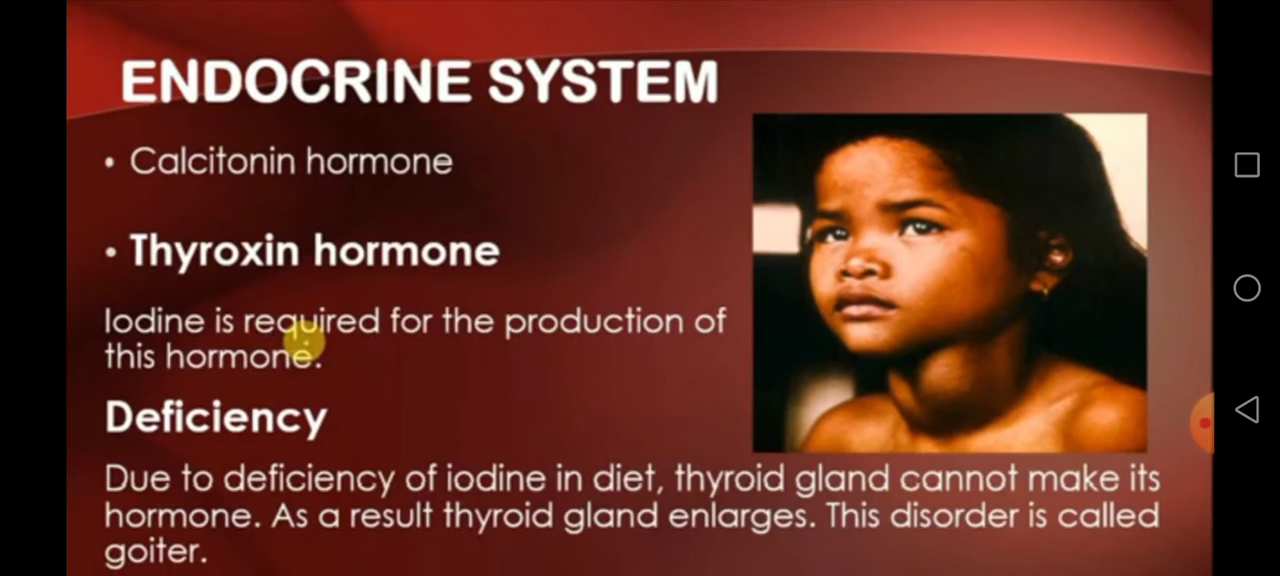 ENDOCRINE SYSTEM
• Calcitonin hormone
• Thyroxin hormone
Iodine is required for the production of
this hormone.
Deficiency
Due to deficiency of iodine in diet, thyroid gland cannot make its
hormone. As a result thyroid gland enlarges. This disorder is called
goiter.